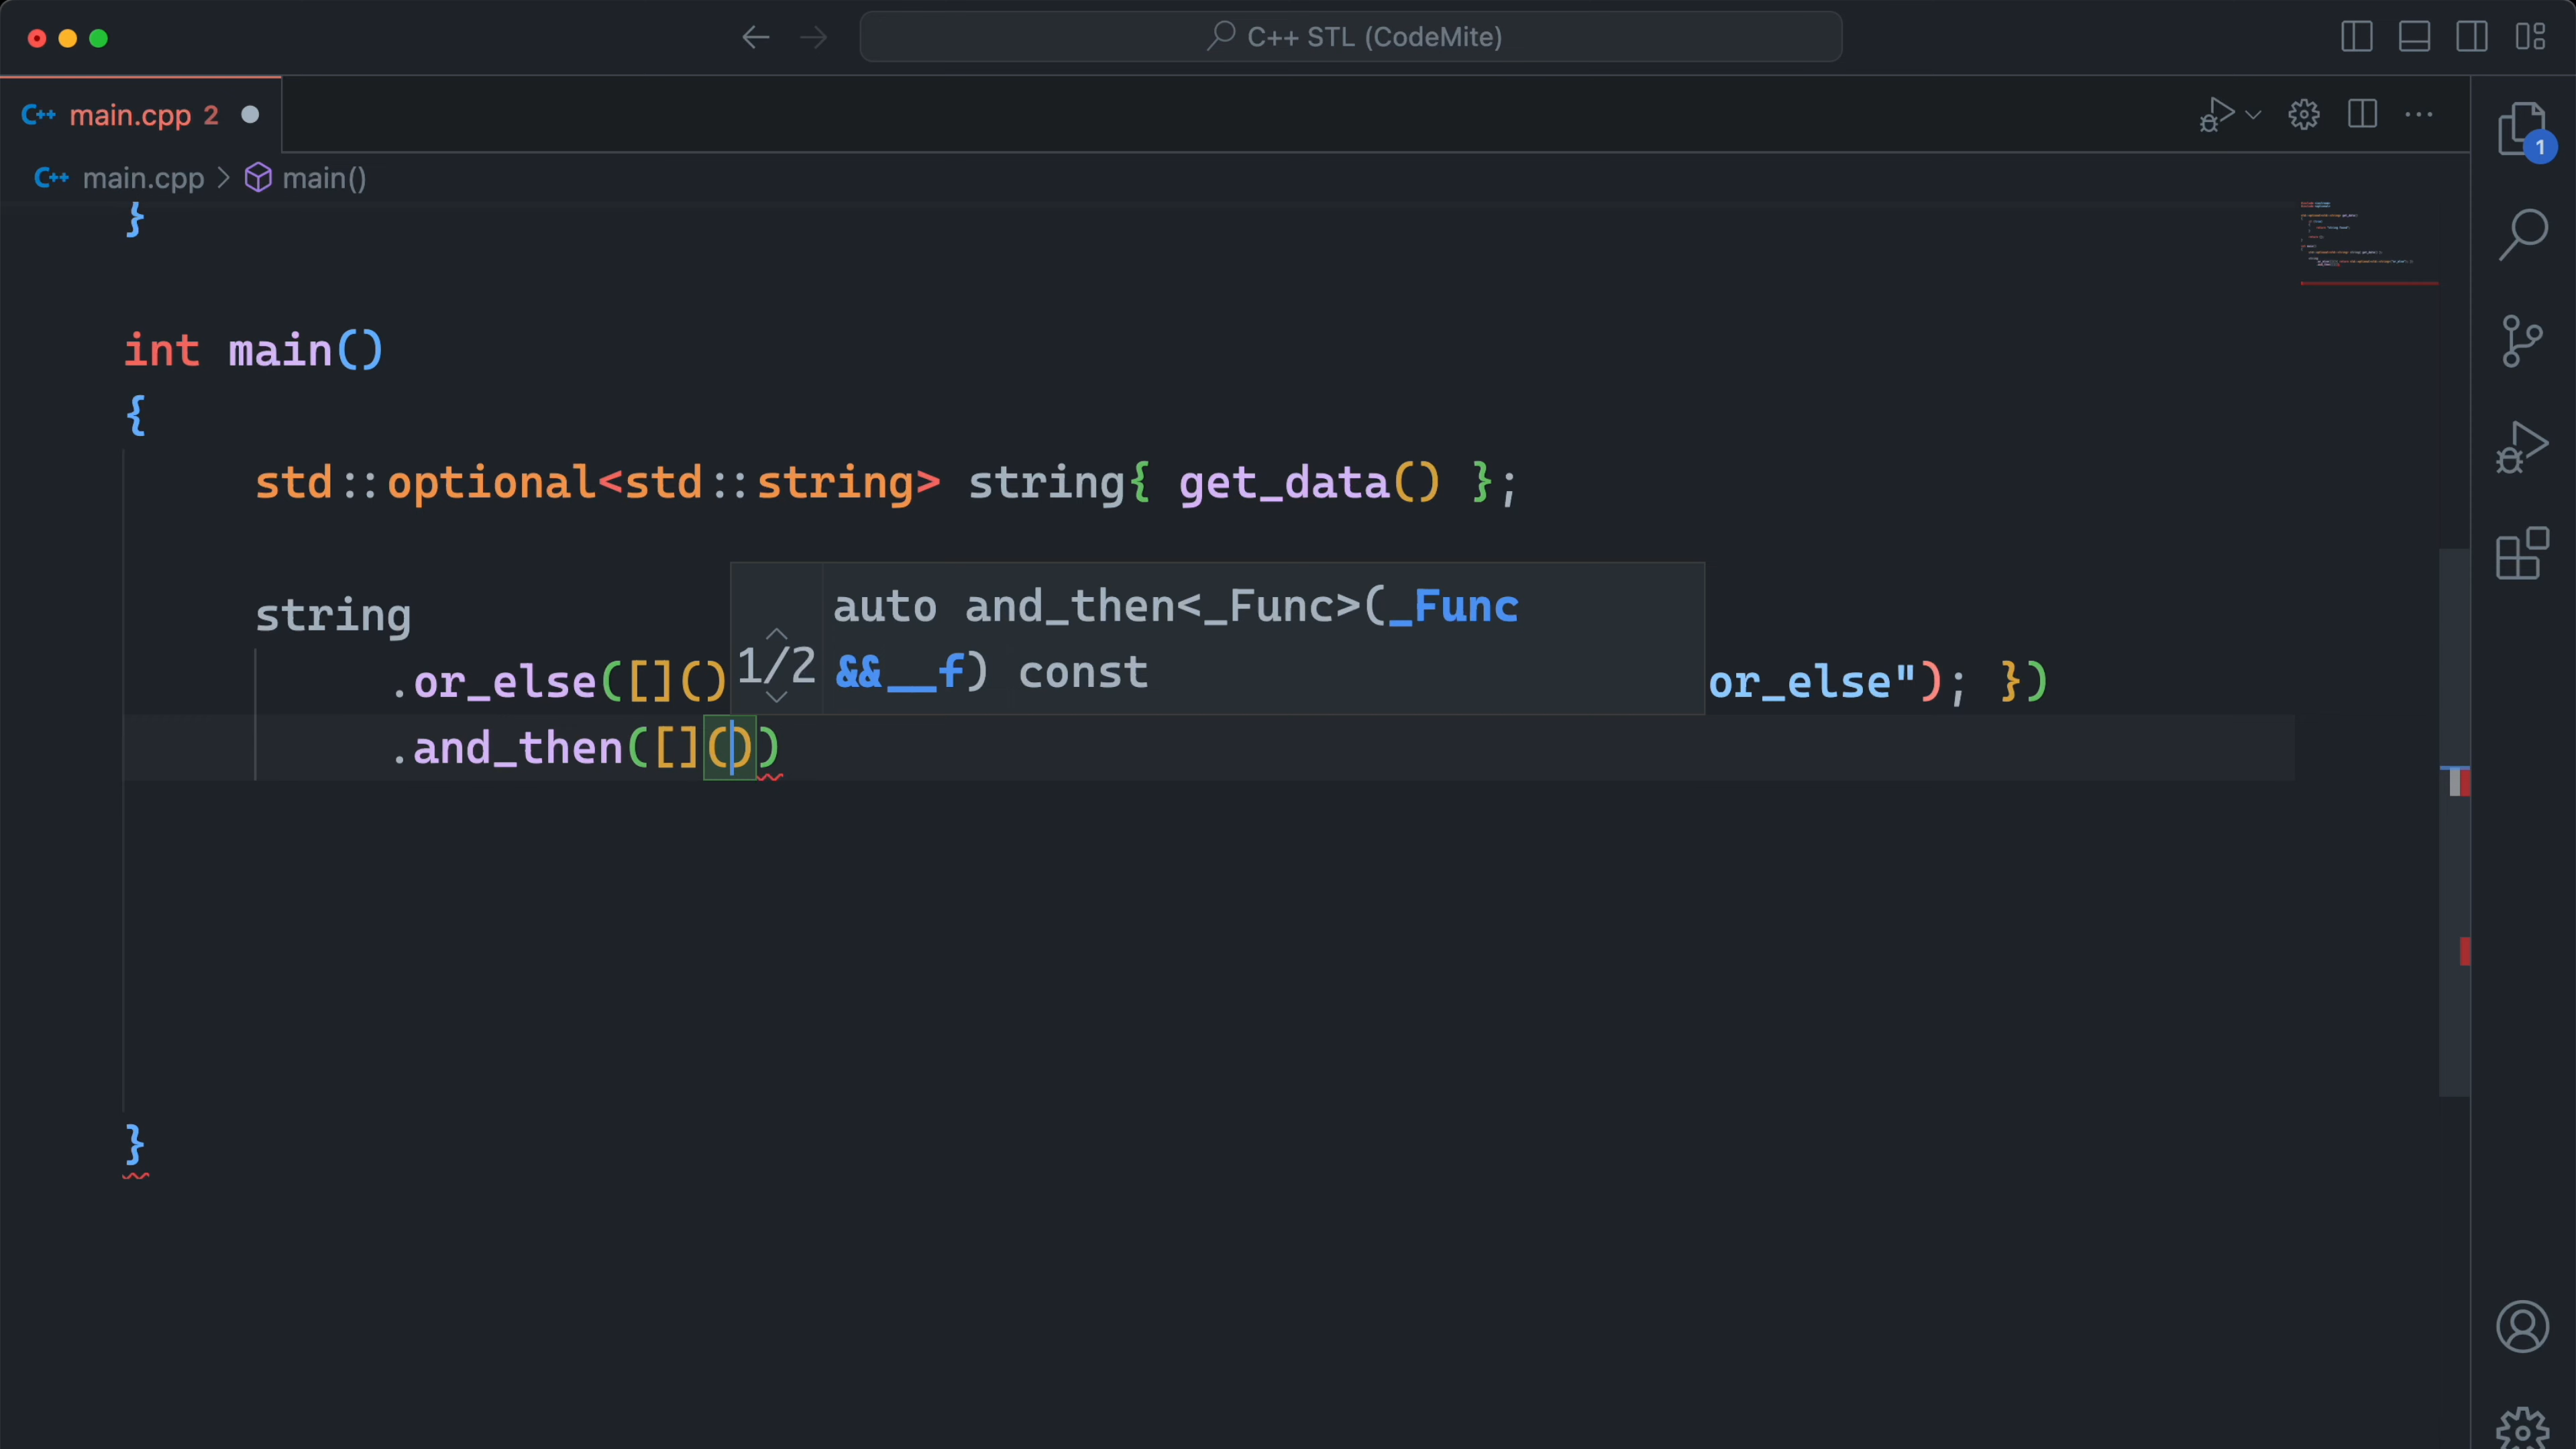 C++ STL (CodeMite)
C++ main.cpp 2
C++ main.cpp > main()
1
}
int main()
{
std::optional<std::string> string{ get_data() };
auto and_then<_Func>(_Func
1/2 &&__f) const
string
.or_else([]() or_else"); })
.and_then([]())
}